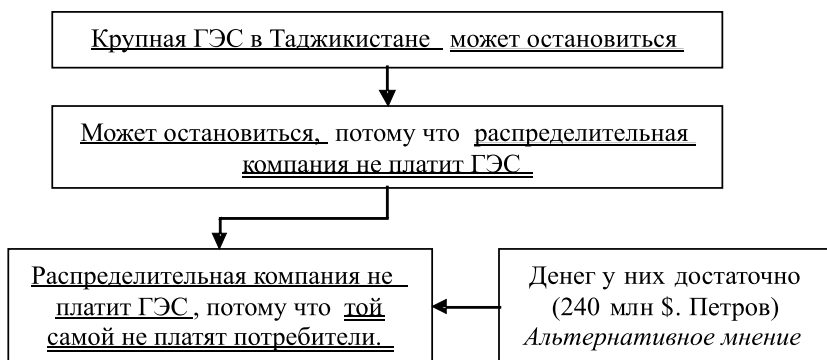 Крупная ГЭС в Таджикистане может остановиться
Может остановиться, потому что распределительная
компания не платит ГЭС
Распределительная компания не
платит ГЭС, потому что той
самой не платят потребители.
Денег у них достаточно
(240 млн $. Петров)
Альтернативное мнение